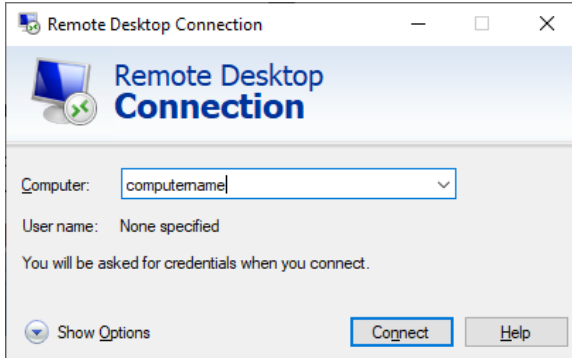 Remote Desktop Connection
Remote Desktop
Connection
Computer: computername
User name: None specified
You will be asked for credentials when you connect.
Show Options Connect Help